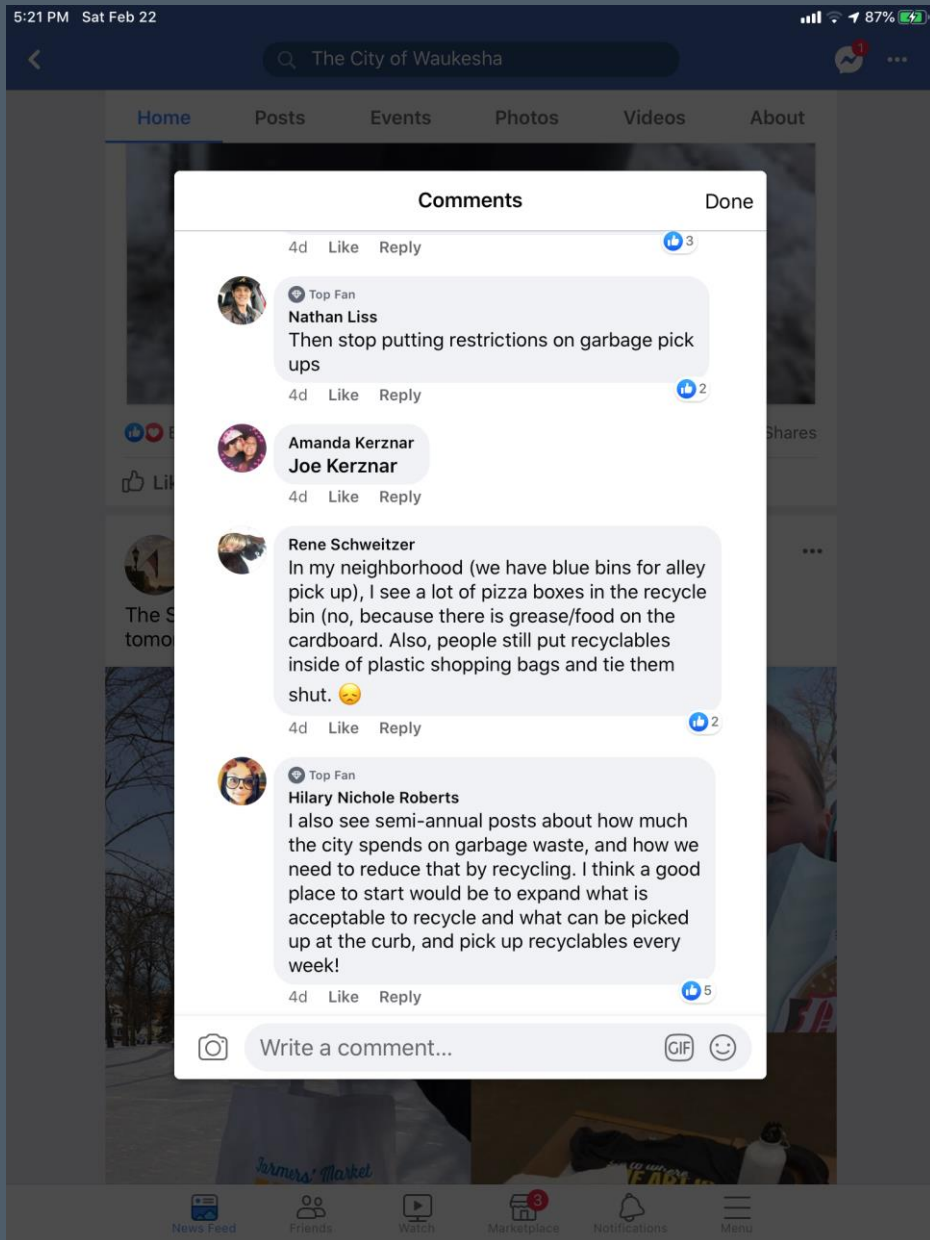 5:21 PM Sat Feb 22
87%
The City of Waukesha
1
Home Posts Events Photos Videos About
Comments
Done
4d Like Reply
3
Top Fan
Nathan Liss
Then stop putting restrictions on garbage pick
ups
4d Like Reply
2
Shares
Amanda Kerznar
Joe Kerznar
4d Like Reply
Rene Schweitzer
In my neighborhood (we have blue bins for alley
pick up), I see a lot of pizza boxes in the recycle
bin (no, because there is grease/food on the
cardboard. Also, people still put recyclables
inside of plastic shopping bags and tie them
shut. 😞
4d Like Reply
2
The
Top Fan
Hilary Nichole Roberts
I also see semi-annual posts about how much
the city spends on garbage waste, and how we
need to reduce that by recycling. I think a good
place to start would be to expand what is
acceptable to recycle and what can be picked
up at the curb, and pick up recyclables every
week!
4d Like Reply
5
Write a comment...
GIF
Farmers' Market
News Feed Friends Watch Marketplace Notifications Menu
3